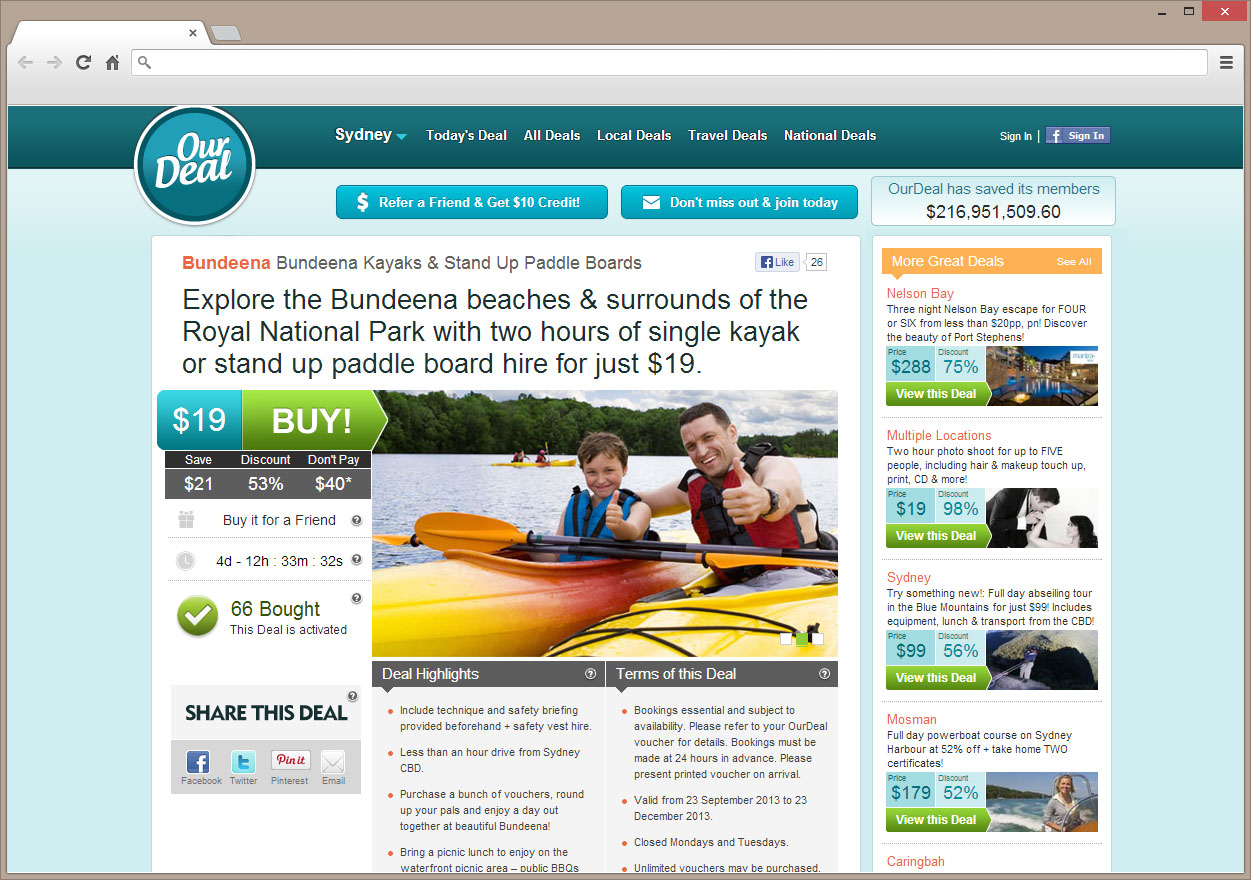 Our
Deal
Sydney
Today's Deal
All Deals
Local Deals
Travel Deals
National Deals
Sign In |
f Sign In
$ Refer a Friend & Get $10 Credit!
Don't miss out & join today
OurDeal has saved its members
$216,951,509.60
Bundeena Bundeena Kayaks & Stand Up Paddle Boards
Like 26
Explore the Bundeena beaches & surrounds of the
Royal National Park with two hours of single kayak
or stand up paddle board hire for just $19.
$19 BUY!
Save Discount Don't Pay
$21 53% $40*
Buy it for a Friend ?
4d - 12h : 33m : 32s ?
?
66 Bought
This Deal is activated
?
SHARE THIS DEAL
Pin it
Facebook Twitter Pinterest Email
Deal Highlights ?
Include technique and safety briefing
provided beforehand + safety vest hire.
Less than an hour drive from Sydney
CBD.
Purchase a bunch of vouchers, round
up your pals and enjoy a day out
together at beautiful Bundeena!
Bring a picnic lunch to enjoy on the
waterfront picnic area – public BBQs
Terms of this Deal ?
Bookings essential and subject to
availability. Please refer to your OurDeal
voucher for details. Bookings must be
made at 24 hours in advance. Please
present printed voucher on arrival.
Valid from 23 September 2013 to 23
December 2013.
Closed Mondays and Tuesdays.
Unlimited vouchers may be purchased.
More Great Deals See All
Nelson Bay
Three night Nelson Bay escape for FOUR
or SIX from less than $20pp, pn! Discover
the beauty of Port Stephens!
Price Discount
$288 75%
mantra
View this Deal
Multiple Locations
Two hour photo shoot for up to FIVE
people, including hair & makeup touch up,
print, CD & more!
Price Discount
$19 98%
View this Deal
Sydney
Try something new!: Full day abseiling tour
in the Blue Mountains for just $99! Includes
equipment, lunch & transport from the CBD!
Price Discount
$99 56%
View this Deal
Mosman
Full day powerboat course on Sydney
Harbour at 52% off + take home TWO
certificates!
Price Discount
$179 52%
View this Deal
Caringbah